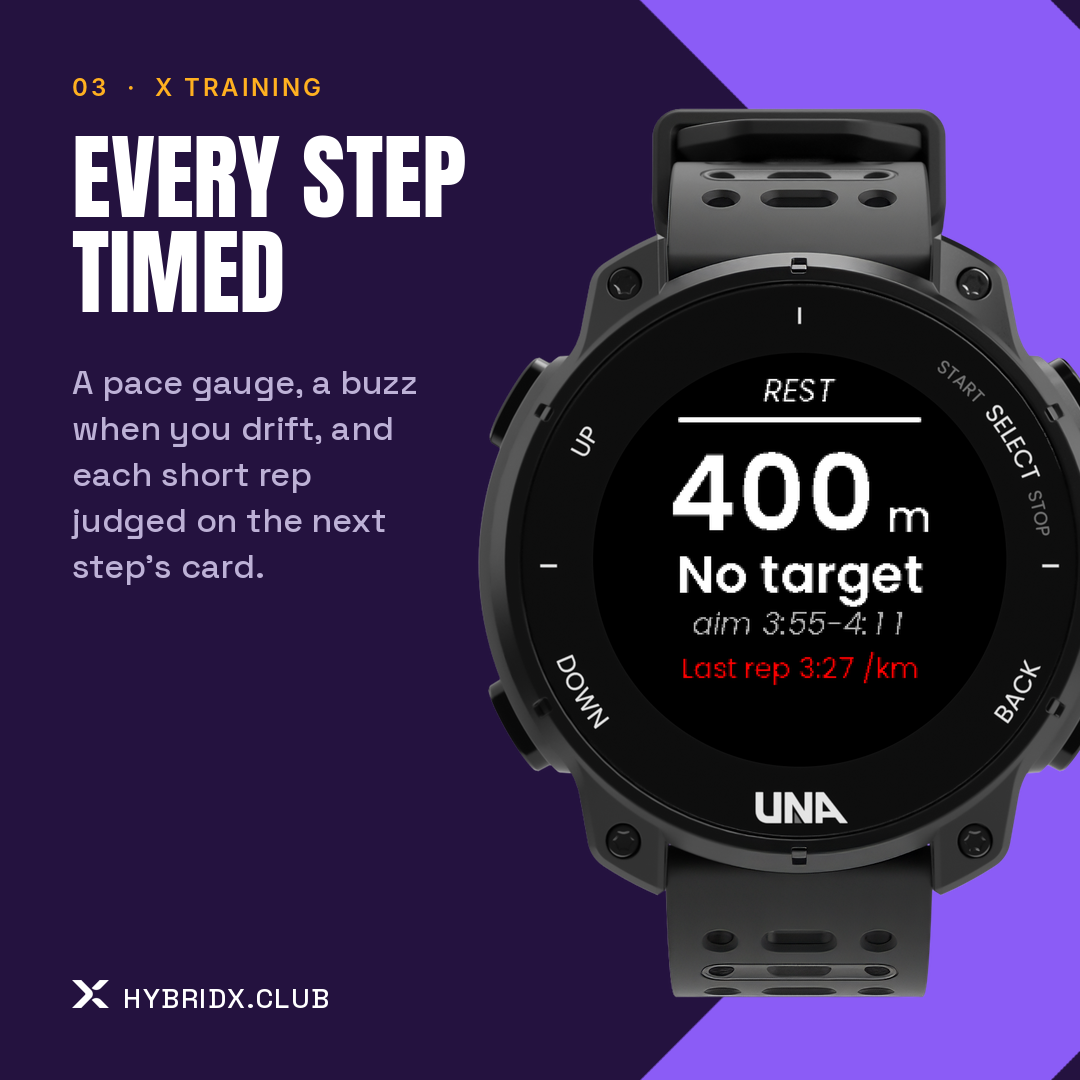 03 · X TRAINING
EVERY STEP
TIMED
A pace gauge, a buzz
when you drift, and
each short rep
judged on the next
step’s card.
START
SELECT
STOP
UP
REST
400 m
No target
aim 3:55-4:11
Last rep 3:27 /km
DOWN
BACK
UNA
HYBRIDX.CLUB